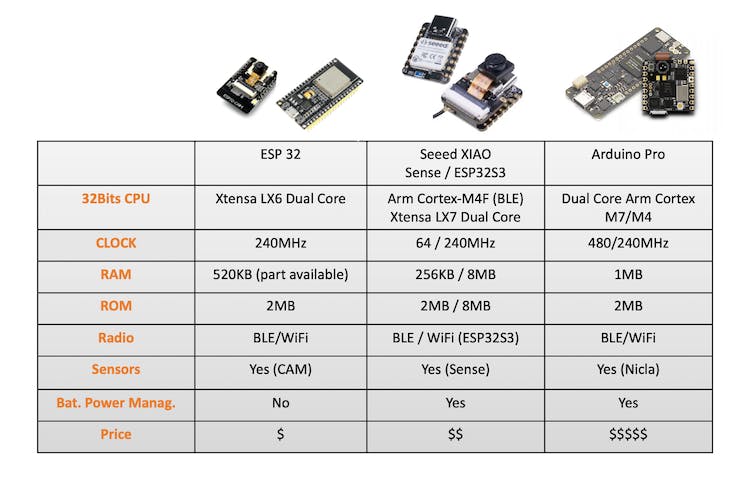 seeed
ESP 32
Seeed XIAO
Sense / ESP32S3
Arduino Pro
32Bits CPU
Xtensa LX6 Dual Core
Arm Cortex-M4F (BLE)
Xtensa LX7 Dual Core
Dual Core Arm Cortex
M7/M4
CLOCK
240MHz
64 / 240MHz
480/240MHz
RAM
520KB (part available)
256KB / 8MB
1MB
ROM
2MB
2MB / 8MB
2MB
Radio
BLE/WiFi
BLE / WiFi (ESP32S3)
BLE/WiFi
Sensors
Yes (CAM)
Yes (Sense)
Yes (Nicla)
Bat. Power Manag.
No
Yes
Yes
Price
$
$$
$$$$$